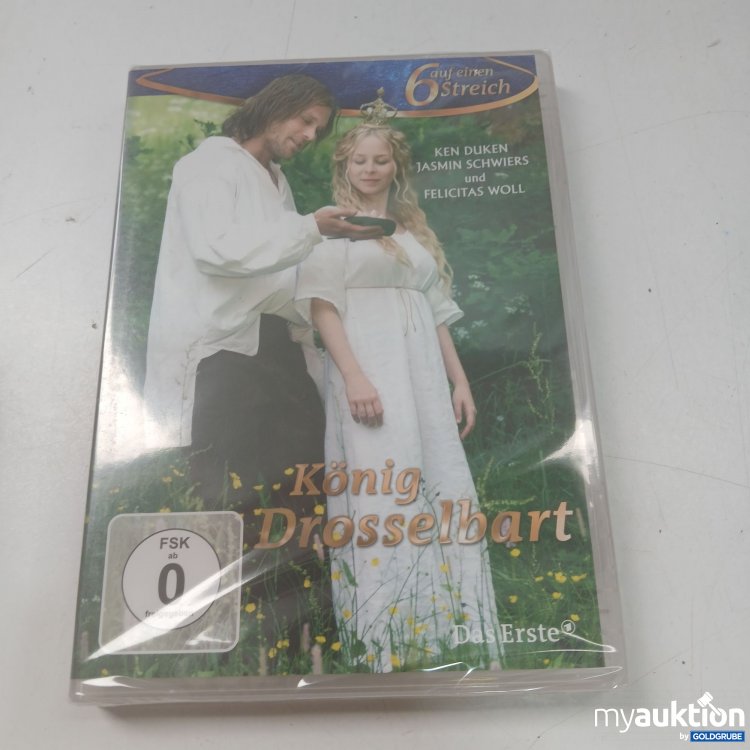 6 auf einen
Streich
KEN DUKEN
JASMIN SCHWIERS
und
FELICITAS WOLL
König
Drosselbart
FSK
ab
0
freigegeben
Das Erste
myauktion
by GOLDGRUBE